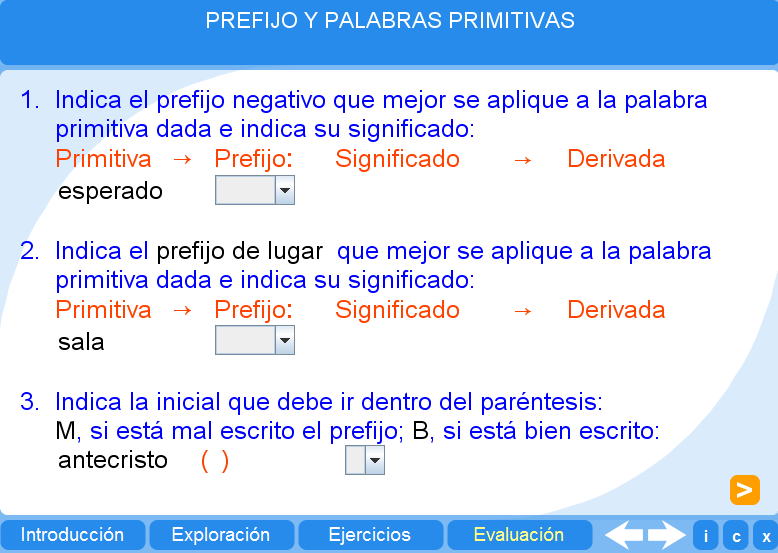 PREFIJO Y PALABRAS PRIMITIVAS
1. Indica el prefijo negativo que mejor se aplique a la palabra
primitiva dada e indica su significado:
Primitiva → Prefijo: Significado → Derivada
esperado
2. Indica el prefijo de lugar que mejor se aplique a la palabra
primitiva dada e indica su significado:
Primitiva → Prefijo: Significado → Derivada
sala
3. Indica la inicial que debe ir dentro del paréntesis:
M, si está mal escrito el prefijo; B, si está bien escrito:
antecristo ( )
>
Introducción Exploración Ejercicios Evaluación i c x